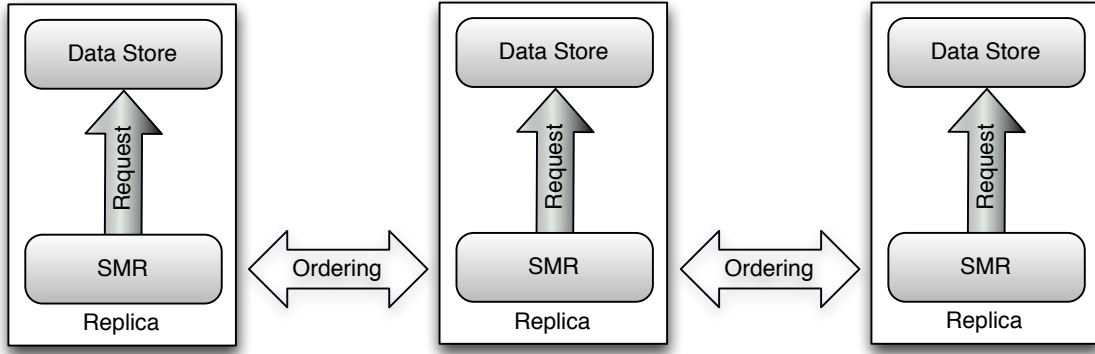 Data Store
Request
SMR
Replica
Ordering
Data Store
Request
SMR
Replica
Ordering
Data Store
Request
SMR
Replica